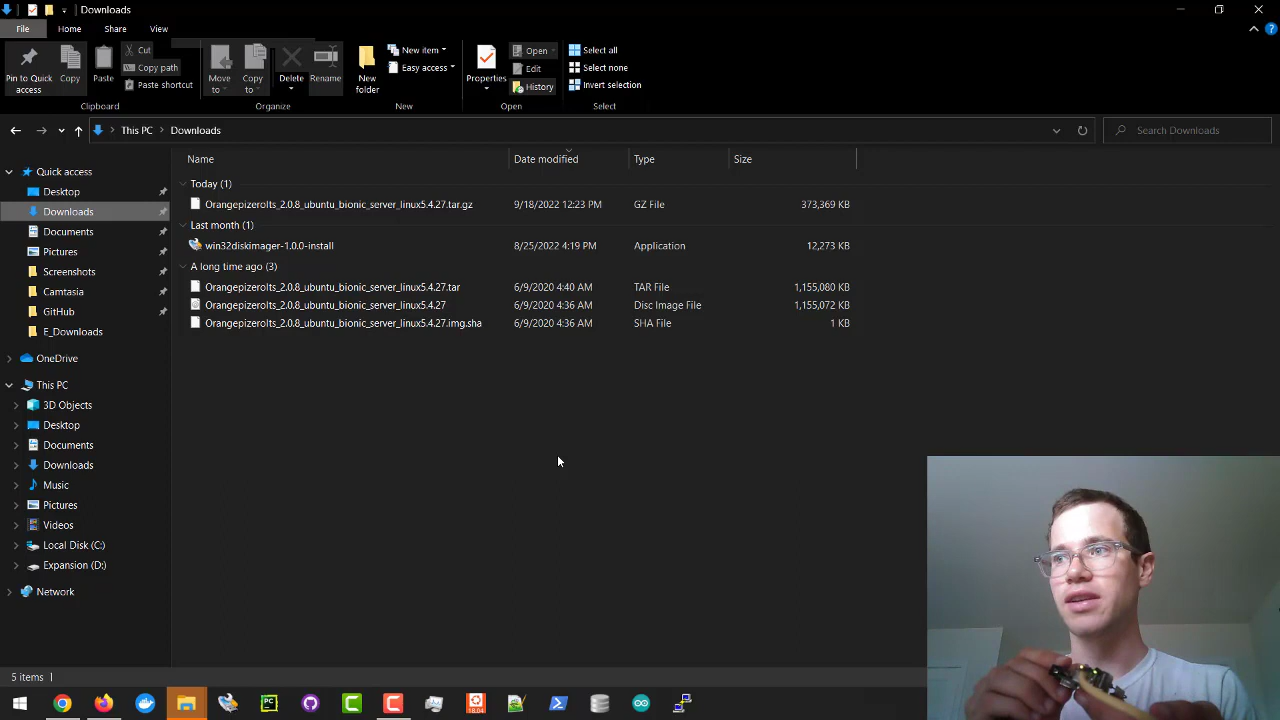 Downloads
File Home Share View
Pin to Quick access
Copy
Paste
Cut
Copy path
Paste shortcut
Clipboard
Move to
Copy to
Delete
Rename
Organize
New folder
New item
Easy access
New
Properties
Open
Edit
History
Open
Select all
Select none
Invert selection
Select
This PC Downloads
Search Downloads
Quick access
Desktop
Downloads
Documents
Pictures
Screenshots
Camtasia
GitHub
E_Downloads
OneDrive
This PC
3D Objects
Desktop
Documents
Downloads
Music
Pictures
Videos
Local Disk (C:)
Expansion (D:)
Network
Name Date modified Type Size
Today (1)
Orangepizerolts_2.0.8_ubuntu_bionic_server_linux5.4.27.tar.gz 9/18/2022 12:23 PM GZ File 373,369 KB
Last month (1)
win32diskimager-1.0.0-install 8/25/2022 4:19 PM Application 12,273 KB
A long time ago (3)
Orangepizerolts_2.0.8_ubuntu_bionic_server_linux5.4.27.tar 6/9/2020 4:40 AM TAR File 1,155,080 KB
Orangepizerolts_2.0.8_ubuntu_bionic_server_linux5.4.27 6/9/2020 4:36 AM Disc Image File 1,155,072 KB
Orangepizerolts_2.0.8_ubuntu_bionic_server_linux5.4.27.img.sha 6/9/2020 4:36 AM SHA File 1 KB
5 items
PC
18.04